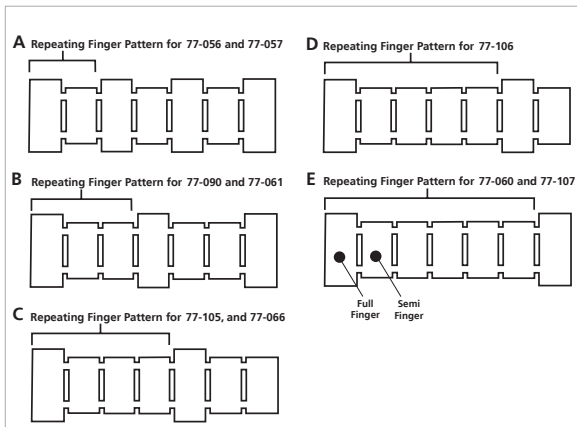 A Repeating Finger Pattern for 77-056 and 77-057
B Repeating Finger Pattern for 77-090 and 77-061
C Repeating Finger Pattern for 77-105, and 77-066
D Repeating Finger Pattern for 77-106
E Repeating Finger Pattern for 77-060 and 77-107
Full Finger
Semi Finger